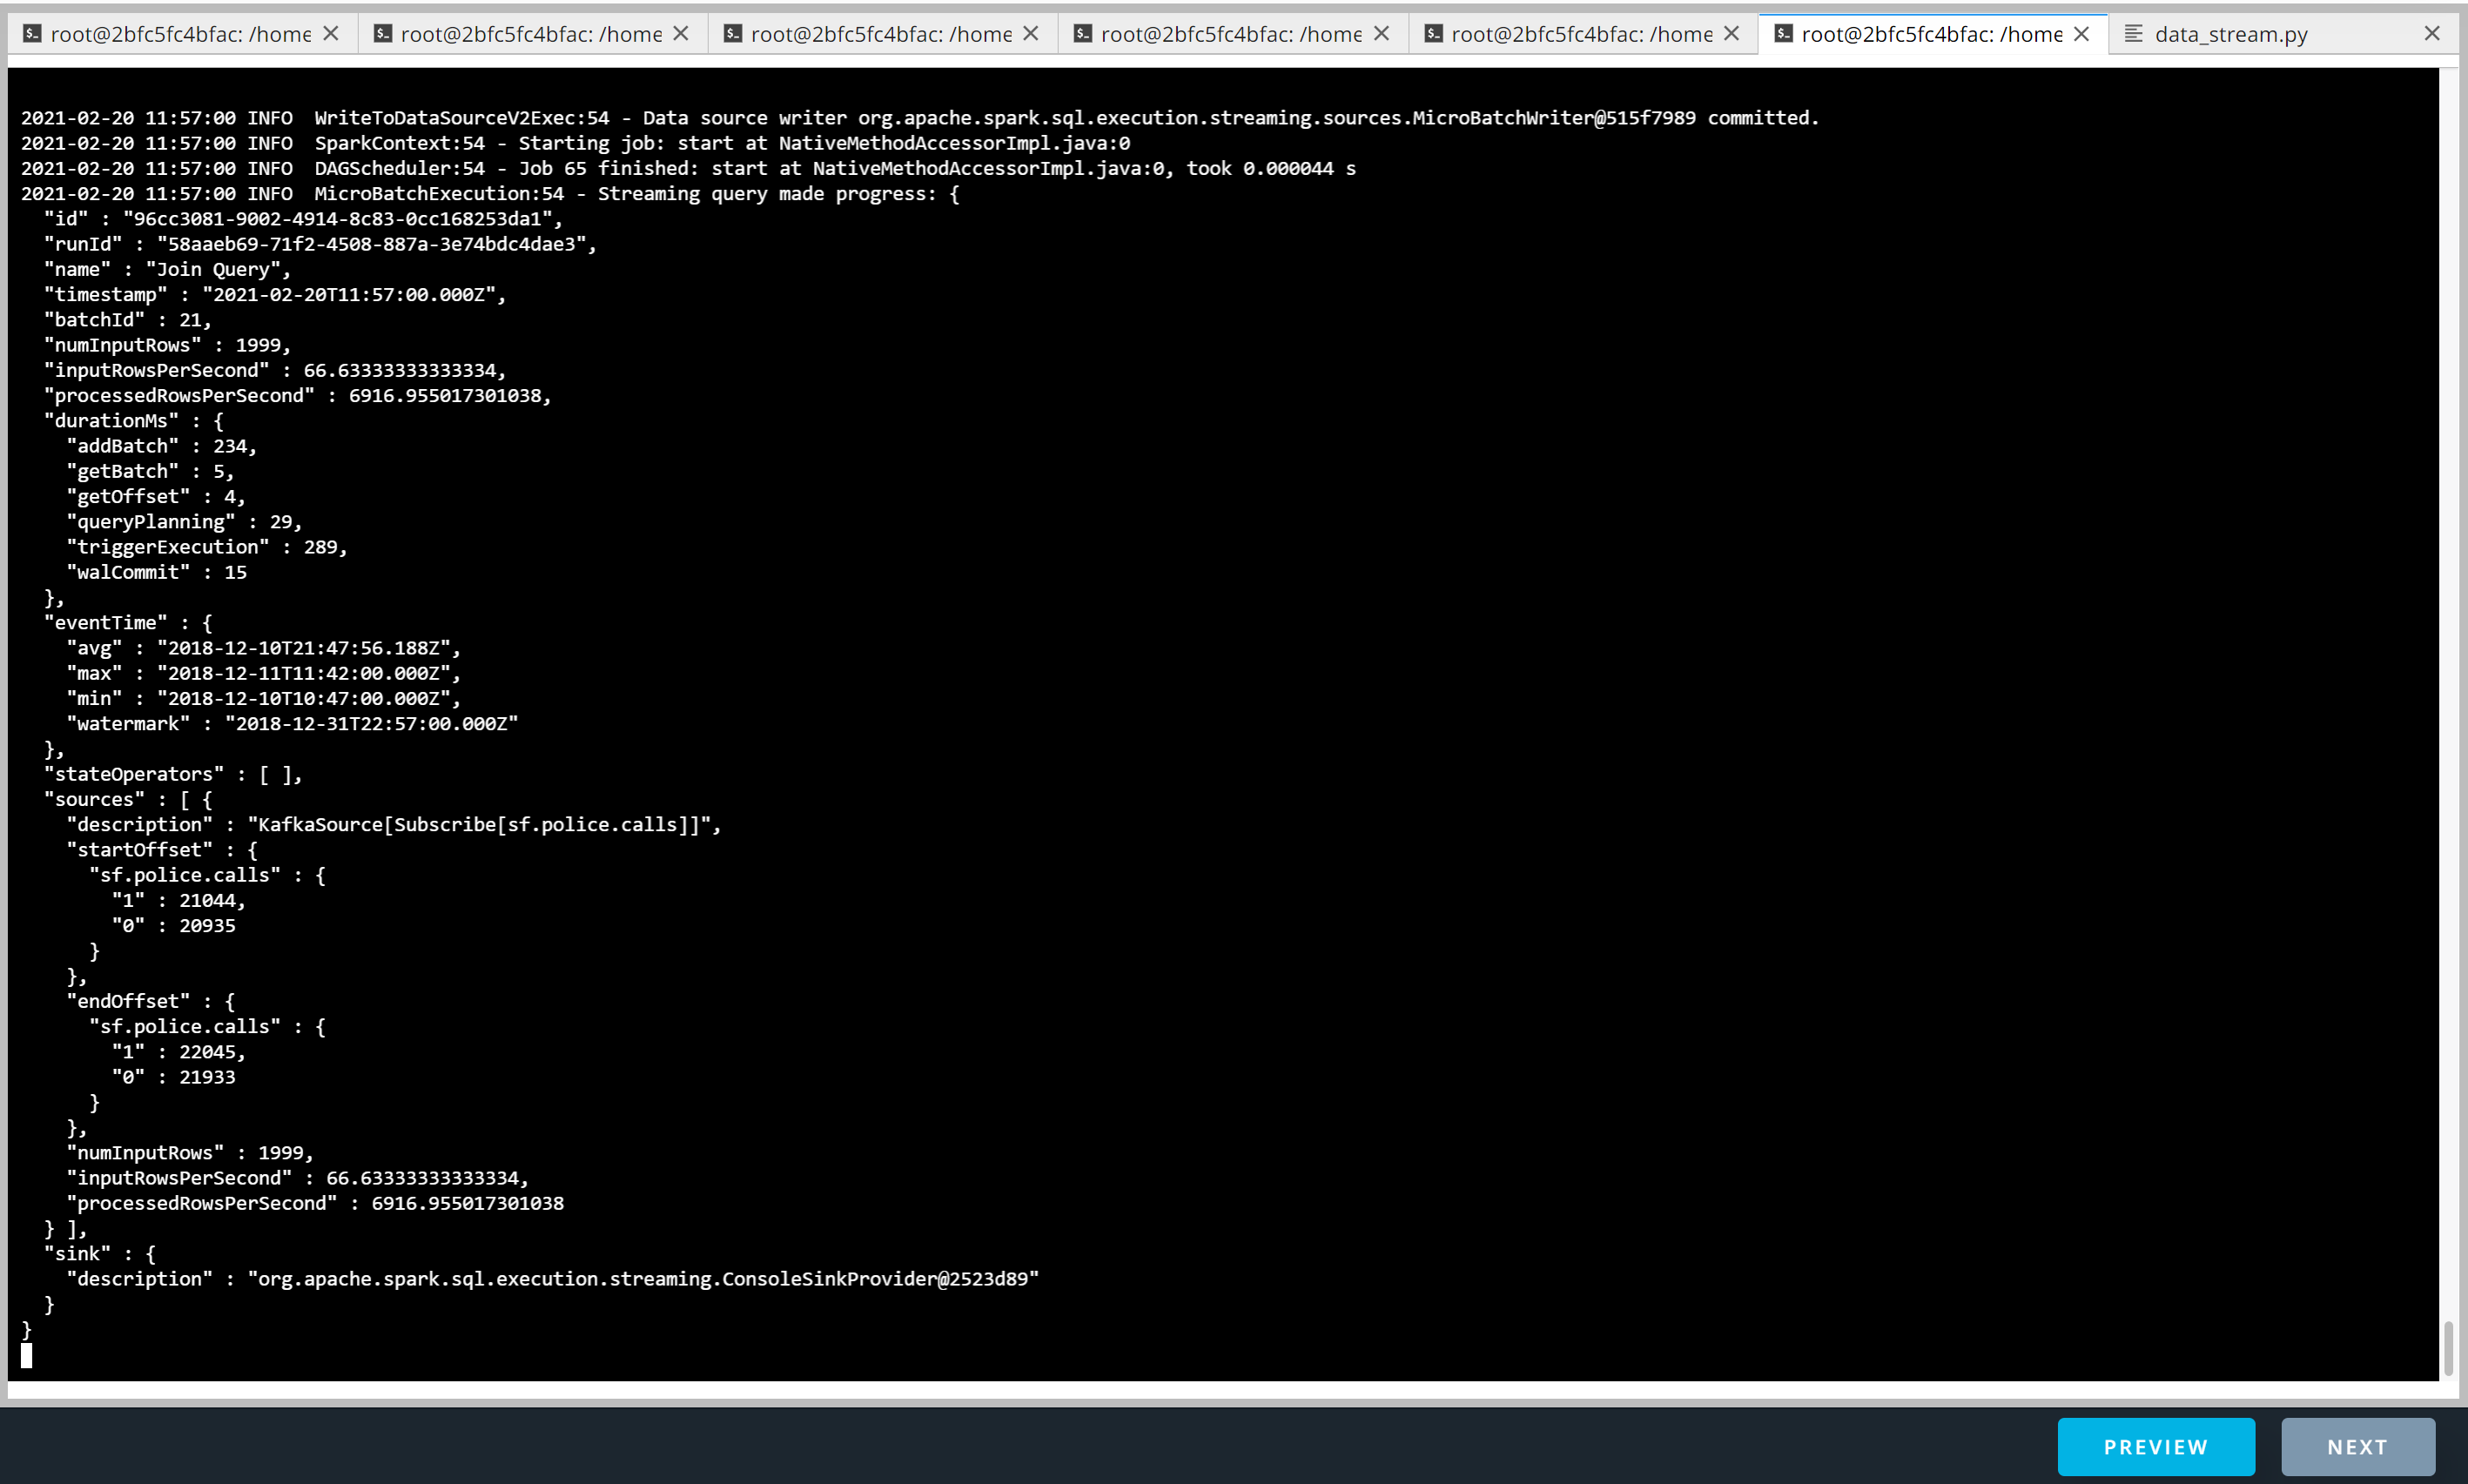 root@2bfc5fc4bfac: /home
root@2bfc5fc4bfac: /home
root@2bfc5fc4bfac: /home
root@2bfc5fc4bfac: /home
root@2bfc5fc4bfac: /home
root@2bfc5fc4bfac: /home
data_stream.py
2021-02-20 11:57:00 INFO  WriteToDataSourceV2Exec:54 - Data source writer org.apache.spark.sql.execution.streaming.sources.MicroBatchWriter@515f7989 committed.
2021-02-20 11:57:00 INFO  SparkContext:54 - Starting job: start at NativeMethodAccessorImpl.java:0
2021-02-20 11:57:00 INFO  DAGScheduler:54 - Job 65 finished: start at NativeMethodAccessorImpl.java:0, took 0.000044 s
2021-02-20 11:57:00 INFO  MicroBatchExecution:54 - Streaming query made progress: {
  "id" : "96cc3081-9002-4914-8c83-0cc168253da1",
  "runId" : "58aaeb69-71f2-4508-887a-3e74bdc4dae3",
  "name" : "Join Query",
  "timestamp" : "2021-02-20T11:57:00.000Z",
  "batchId" : 21,
  "numInputRows" : 1999,
  "inputRowsPerSecond" : 66.63333333333334,
  "processedRowsPerSecond" : 6916.955017301038,
  "durationMs" : {
    "addBatch" : 234,
    "getBatch" : 5,
    "getOffset" : 4,
    "queryPlanning" : 29,
    "triggerExecution" : 289,
    "walCommit" : 15
  },
  "eventTime" : {
    "avg" : "2018-12-10T21:47:56.188Z",
    "max" : "2018-12-11T11:42:00.000Z",
    "min" : "2018-12-10T10:47:00.000Z",
    "watermark" : "2018-12-31T22:57:00.000Z"
  },
  "stateOperators" : [ ],
  "sources" : [ {
    "description" : "KafkaSource[Subscribe[sf.police.calls]]",
    "startOffset" : {
      "sf.police.calls" : {
        "1" : 21044,
        "0" : 20935
      }
    },
    "endOffset" : {
      "sf.police.calls" : {
        "1" : 22045,
        "0" : 21933
      }
    },
    "numInputRows" : 1999,
    "inputRowsPerSecond" : 66.63333333333334,
    "processedRowsPerSecond" : 6916.955017301038
  } ],
  "sink" : {
    "description" : "org.apache.spark.sql.execution.streaming.ConsoleSinkProvider@2523d89"
  }
}
PREVIEW
NEXT